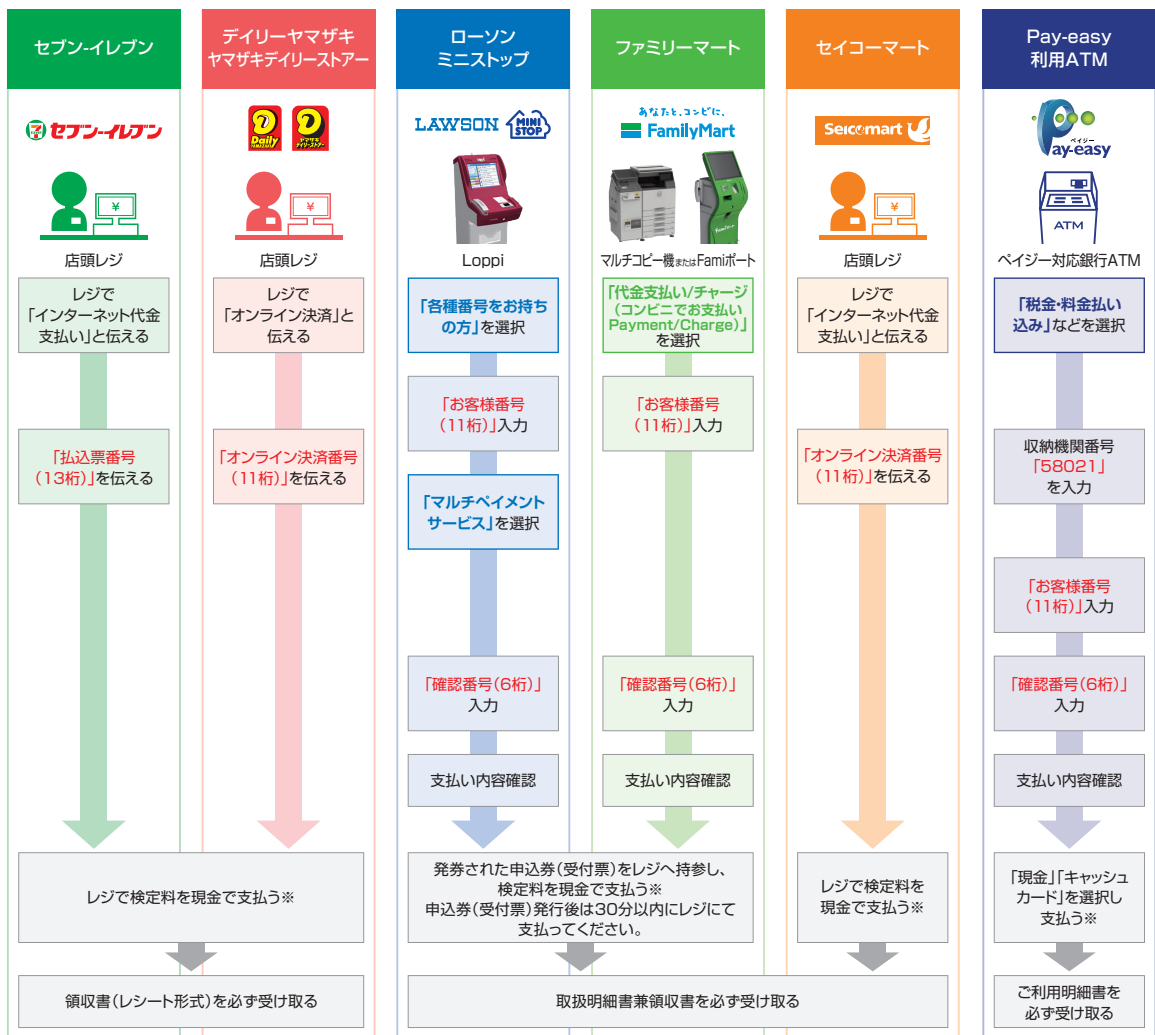 セブン-イレブン
デイリーヤマザキ
ヤマザキデイリーストアー
ローソン
ミニストップ
ファミリーマート
セイコーマート
Pay-easy
利用ATM
セブン-イレブン
Daily
YAMAZAKI
ヤマザキ
デイリーストアー
LAWSON
MINI
STOP
あなたと、コンビに、
FamilyMart
Seicomart
ペイジー
Pay-easy
¥
¥
Loppi
Famiポート
¥
ATM
店頭レジ
店頭レジ
Loppi
マルチコピー機またはFamiポート
店頭レジ
ペイジー対応銀行ATM
レジで
「インターネット代金
支払い」と伝える
レジで
「オンライン決済」と
伝える
「各種番号をお持ち
の方」を選択
「代金支払い/チャージ
(コンビニでお支払い
Payment/Charge)」
を選択
レジで
「インターネット代金
支払い」と伝える
「税金・料金払い
込み」などを選択
「お客様番号
(11桁)」入力
「お客様番号
(11桁)」入力
「払込票番号
(13桁)」を伝える
「オンライン決済番号
(11桁)」を伝える
「マルチペイメント
サービス」を選択
「オンライン決済番号
(11桁)」を伝える
収納機関番号
「58021」
を入力
「お客様番号
(11桁)」入力
「確認番号(6桁)」
入力
「確認番号(6桁)」
入力
「確認番号(6桁)」
入力
支払い内容確認
支払い内容確認
支払い内容確認
レジで検定料を現金で支払う※
発券された申込券(受付票)をレジへ持参し、
検定料を現金で支払う※
申込券(受付票)発行後は30分以内にレジにて
支払ってください。
レジで検定料を
現金で支払う※
「現金」「キャッシュ
カード」を選択し
支払う※
領収書(レシート形式)を必ず受け取る
取扱明細書兼領収書を必ず受け取る
ご利用明細書を
必ず受け取る